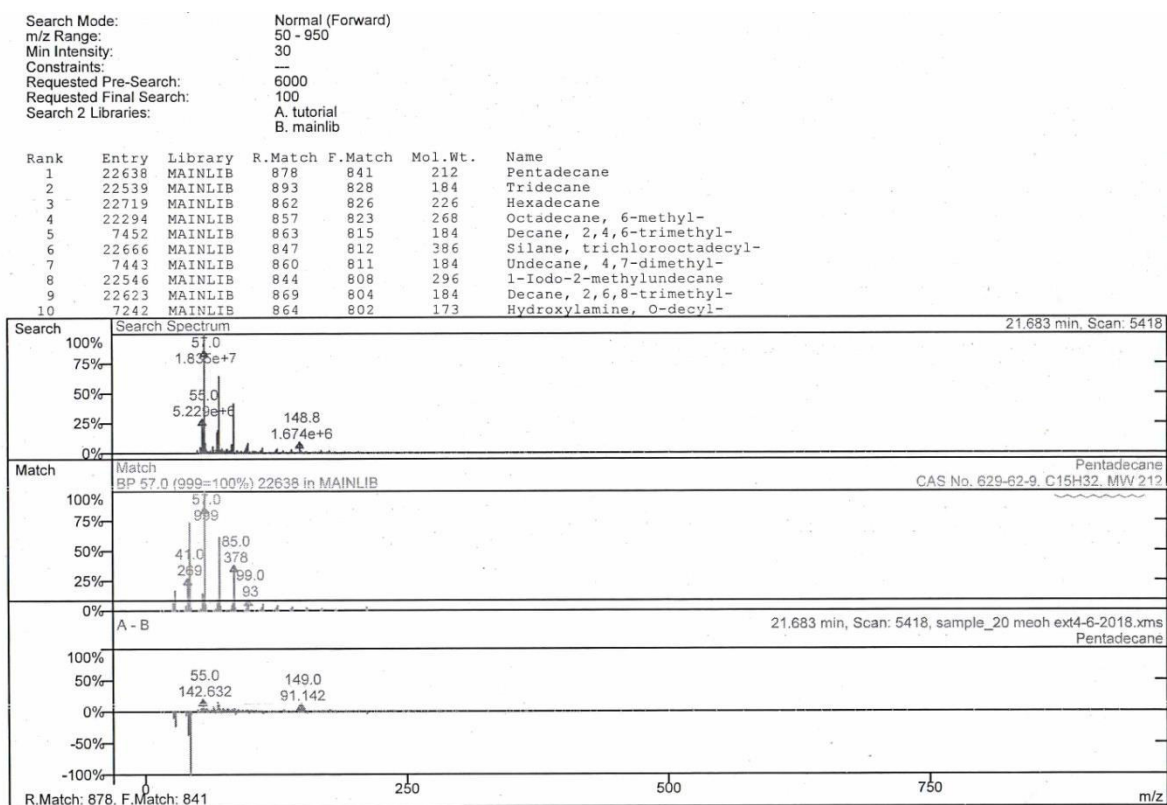 Search Mode: Normal (Forward)
m/z Range: 50 - 950
Min Intensity: 30
Constraints: ---
Requested Pre-Search: 6000
Requested Final Search: 100
Search 2 Libraries: A. tutorial
B. mainlib
Rank Entry Library R.Match F.Match Mol.Wt. Name
1 22638 MAINLIB 878 841 212 Pentadecane
2 22539 MAINLIB 893 828 184 Tridecane
3 22719 MAINLIB 862 826 226 Hexadecane
4 22294 MAINLIB 857 823 268 Octadecane, 6-methyl-
5 7452 MAINLIB 863 815 184 Decane, 2,4,6-trimethyl-
6 22666 MAINLIB 847 812 386 Silane, trichlorooctadecyl-
7 7443 MAINLIB 860 811 184 Undecane, 4,7-dimethyl-
8 22546 MAINLIB 844 808 296 1-Iodo-2-methylundecane
9 22623 MAINLIB 869 804 184 Decane, 2,6,8-trimethyl-
10 7242 MAINLIB 864 802 173 Hydroxylamine, O-decyl-
Search Search Spectrum 21.683 min, Scan: 5418
100% 57.0
1.835e+7
75%
50% 55.0
5.229e+6
25% 148.8
1.674e+6
0%
Match Match Pentadecane
BP 57.0 (999=100%) 22638 in MAINLIB CAS No. 629-62-9, C15H32, MW 212
100% 57.0
999
75%
50% 41.0 85.0
269 378
25% 99.0
93
0%
A - B 21.683 min, Scan: 5418, sample_20 meoh ext4-6-2018.xms
Pentadecane
100%
50% 55.0 149.0
142.632 91.142
0%
-50%
-100%
0 250 500 750
R.Match: 878, F.Match: 841 m/z